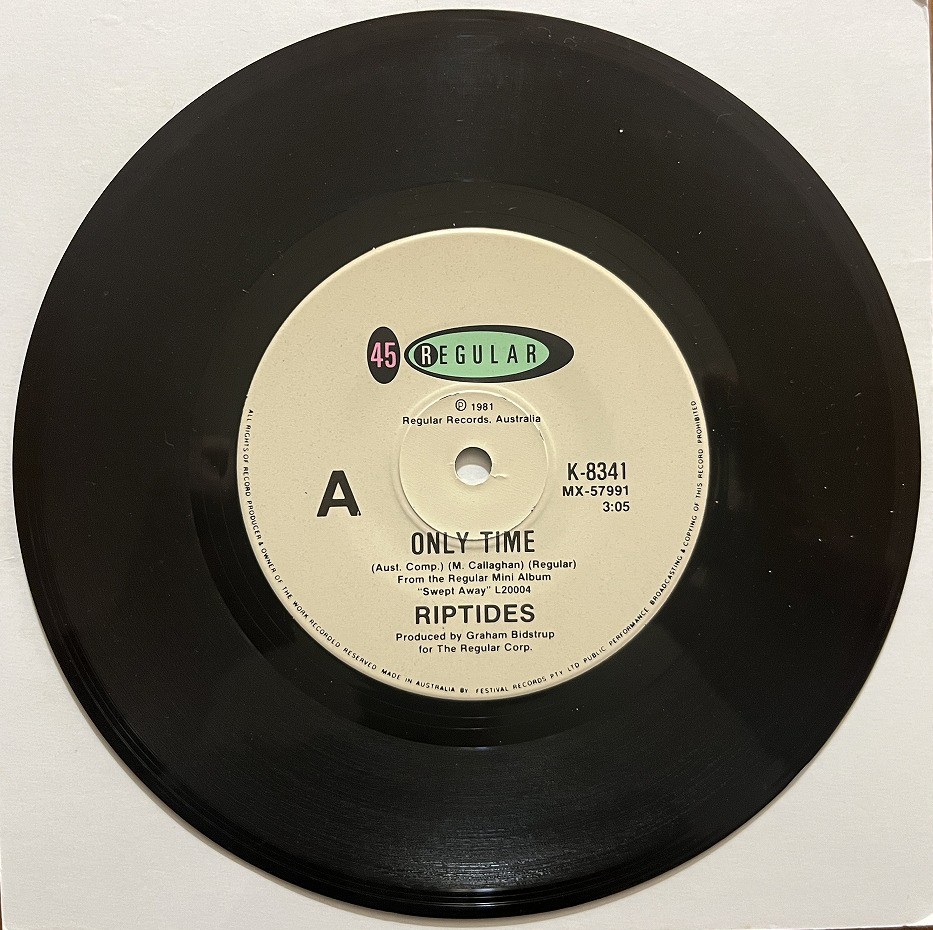 45 REGULAR
Ⓟ 1981
Regular Records, Australia
A
K-8341
MX-57991
3:05
ONLY TIME
(Aust. Comp.) (M. Callaghan) (Regular)
From the Regular Mini Album
"Swept Away" L20004
RIPTIDES
Produced by Graham Bidstrup
for The Regular Corp.
ALL RIGHTS OF RECORD PRODUCER & OWNER OF THE WORK RECORDED RESERVED MADE IN AUSTRALIA BY FESTIVAL RECORDS PTY LTD PUBLIC PERFORMANCE BROADCASTING & COPYING OF THIS RECORD PROHIBITED